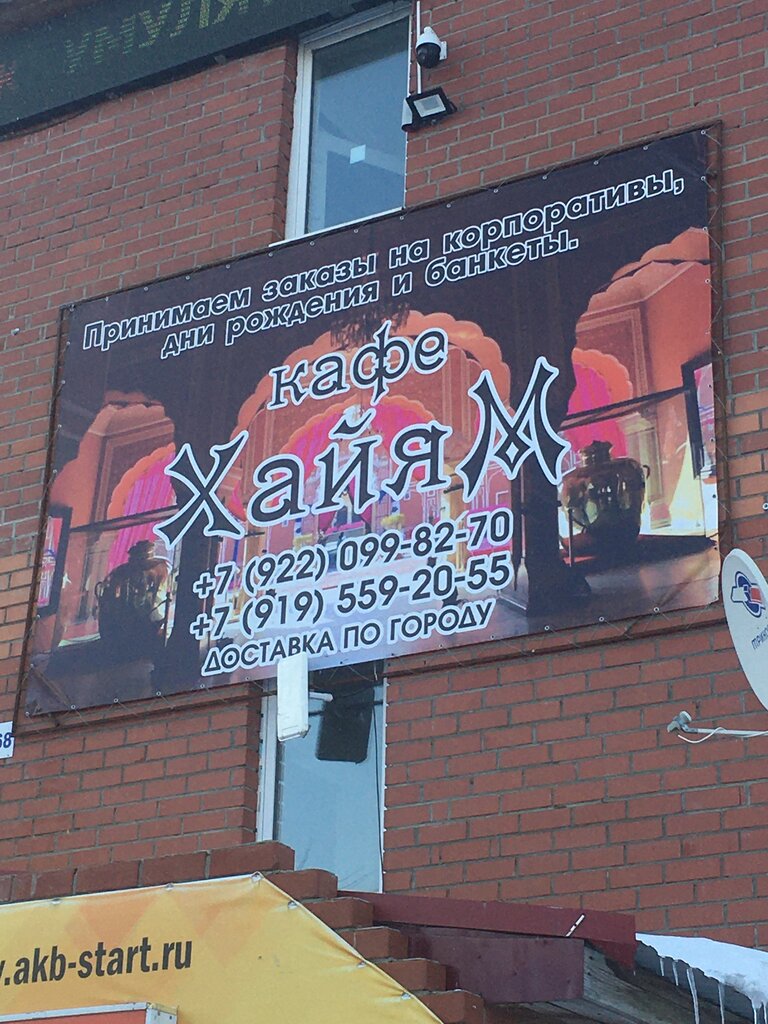 Принимаем заказы на корпоративы,
дни рождения и банкеты.
кафе
ХайяМ
+7 (922) 099-82-70
+7 (919) 559-20-55
ДОСТАВКА ПО ГОРОДУ
68
.akb-start.ru